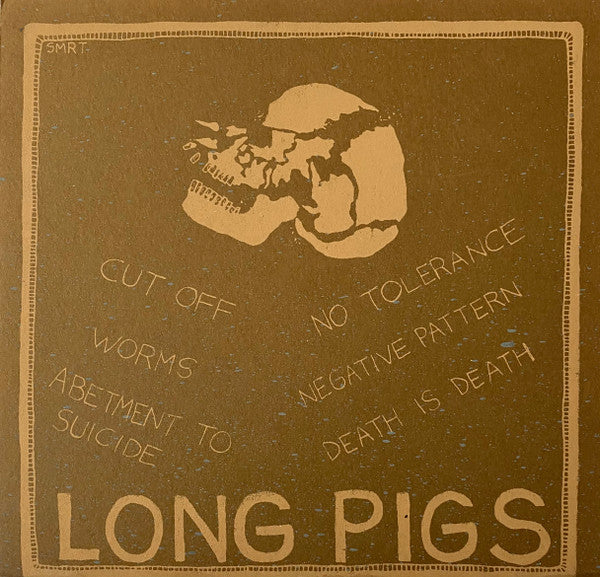 SMRT
CUT OFF
WORMS
ABETMENT TO
SUICIDE
NO TOLERANCE
NEGATIVE PATTERN
DEATH IS DEATH
LONG PIGS